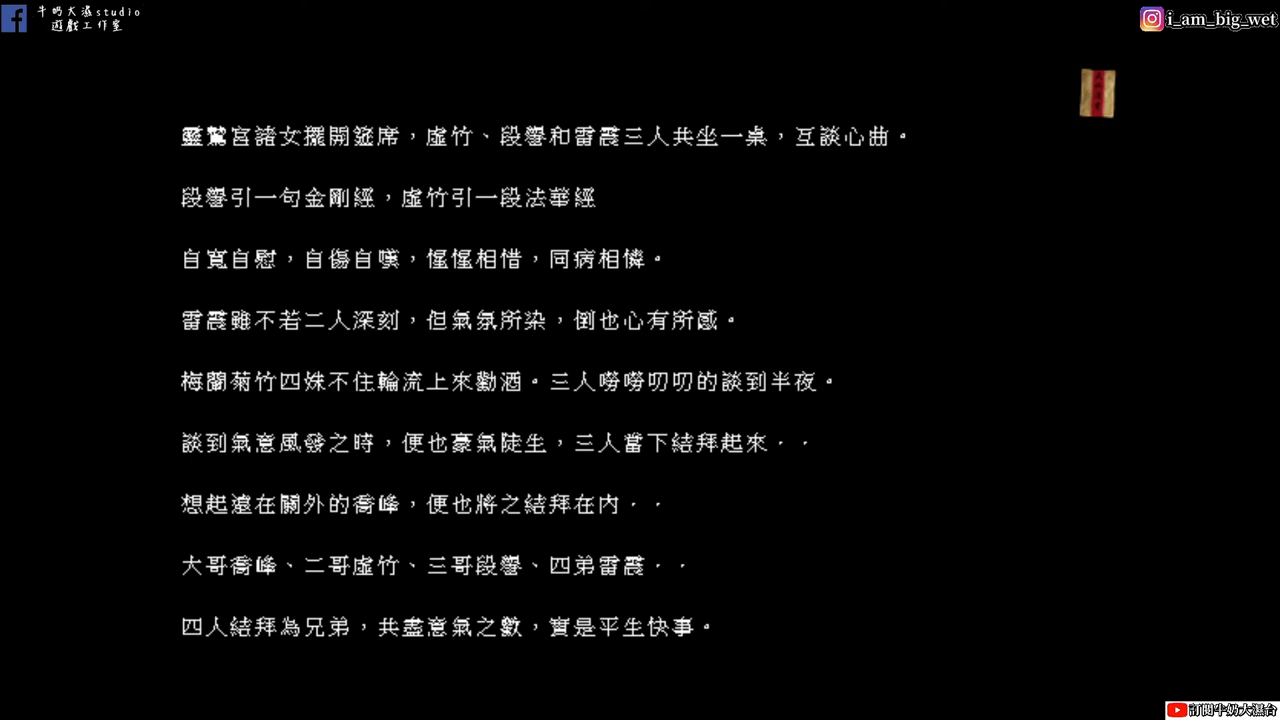 牛奶大濕studio
遊戲工作室
i_am_big_wet
靈鷲宮諸女擺開筵席，虛竹、段譽和雷震三人共坐一桌，互談心曲。
段譽引一句金剛經，虛竹引一段法華經
自寬自慰，自傷自嘆，惺惺相惜，同病相憐。
雷震雖不若二人深刻，但氣氛所染，倒也心有所感。
梅蘭菊竹四姝不住輪流上來勸酒。三人嘮嘮叨叨的談到半夜。
談到氣意風發之時，便也豪氣陡生，三人當下結拜起來．．
想起遠在關外的喬峰，便也將之結拜在內．．
大哥喬峰、二哥虛竹、三哥段譽、四弟雷震．．
四人結拜為兄弟，共盡意氣之歡，實是平生快事。
訂閱牛奶大濕台